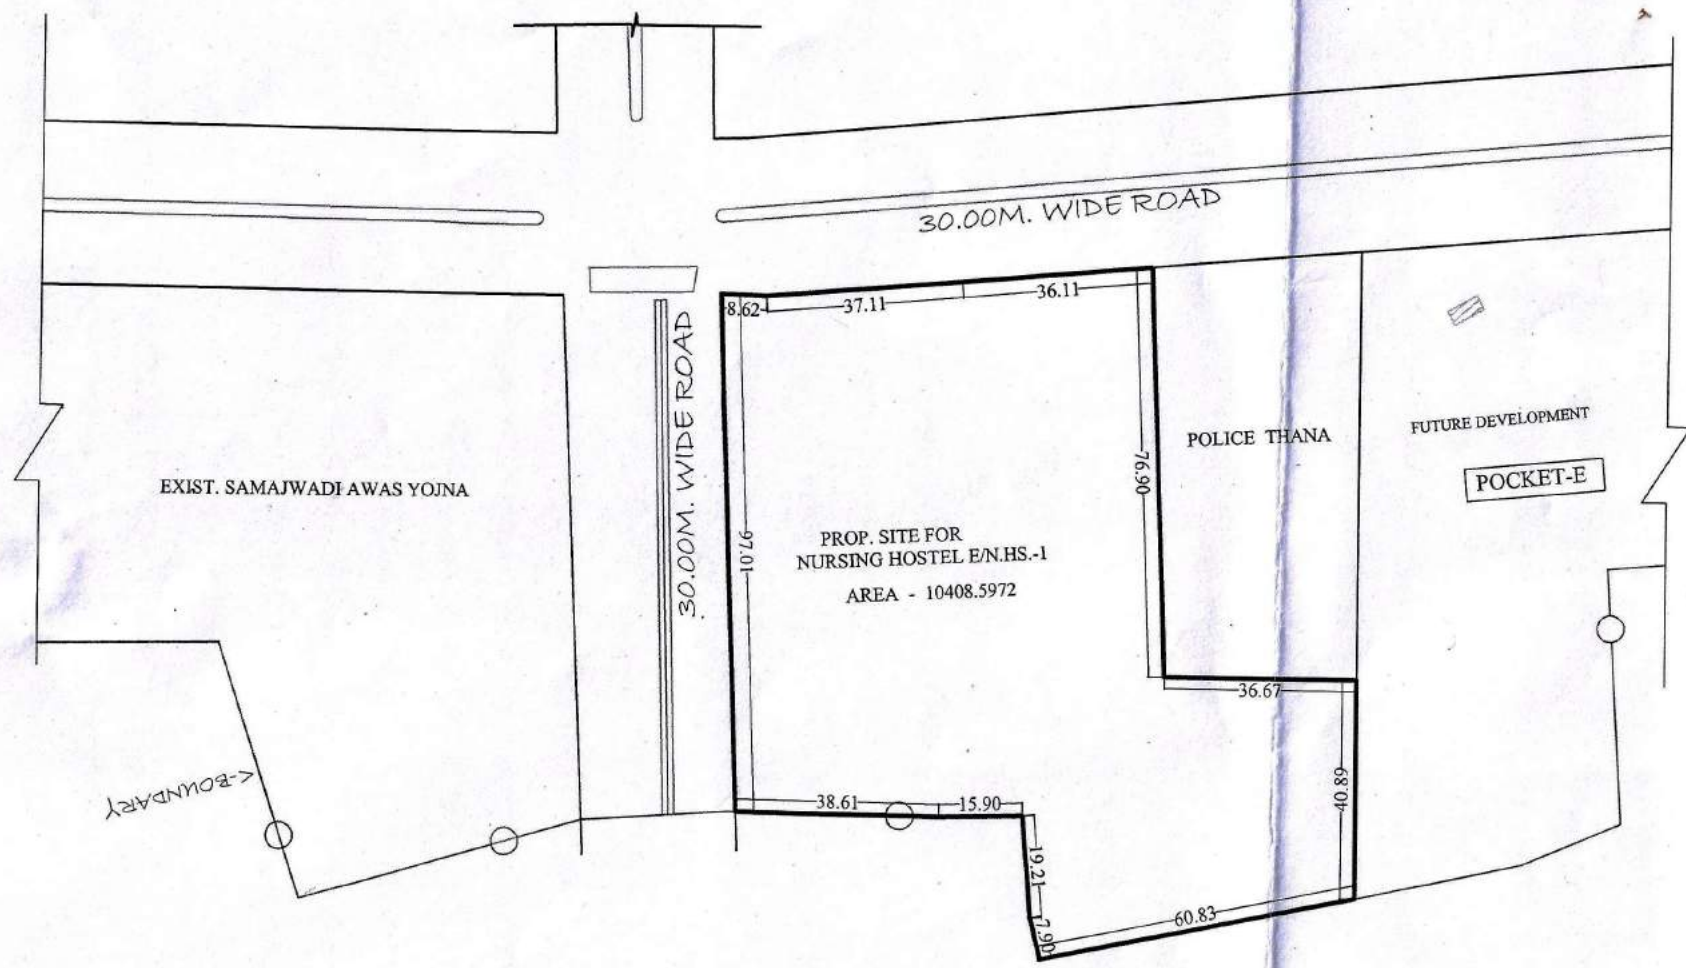 30.00M. WIDE ROAD
8.62
37.11
36.11
30.00M. WIDE ROAD
POLICE THANA
FUTURE DEVELOPMENT
POCKET-E
EXIST. SAMAJWADI AWAS YOJNA
76.90
97.01
PROP. SITE FOR
NURSING HOSTEL E/N.HS.-1
AREA - 10408.5972
36.67
<-BOUNDARY
38.61
15.90
40.89
19.21
7.90
60.83